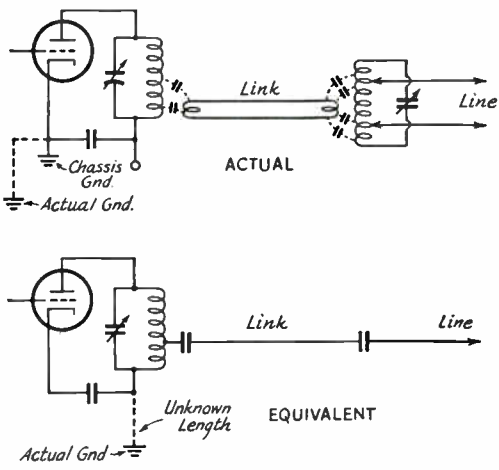 Link
Line
Chassis
Gnd.
ACTUAL
Actual Gnd.
Link
Line
Unknown
Length
EQUIVALENT
Actual Gnd